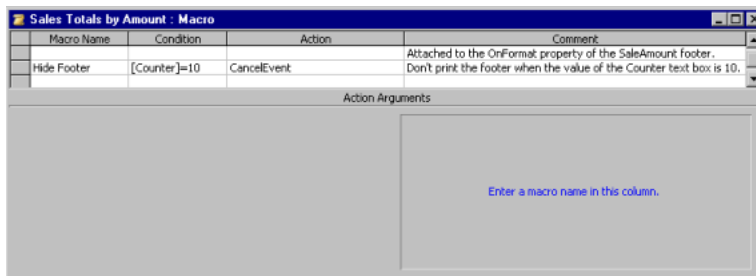 Sales Totals by Amount : Macro
Macro Name Condition Action Comment
Attached to the OnFormat property of the SaleAmount footer.
Hide Footer [Counter]=10 CancelEvent Don't print the footer when the value of the Counter text box is 10.
Action Arguments
Enter a macro name in this column.